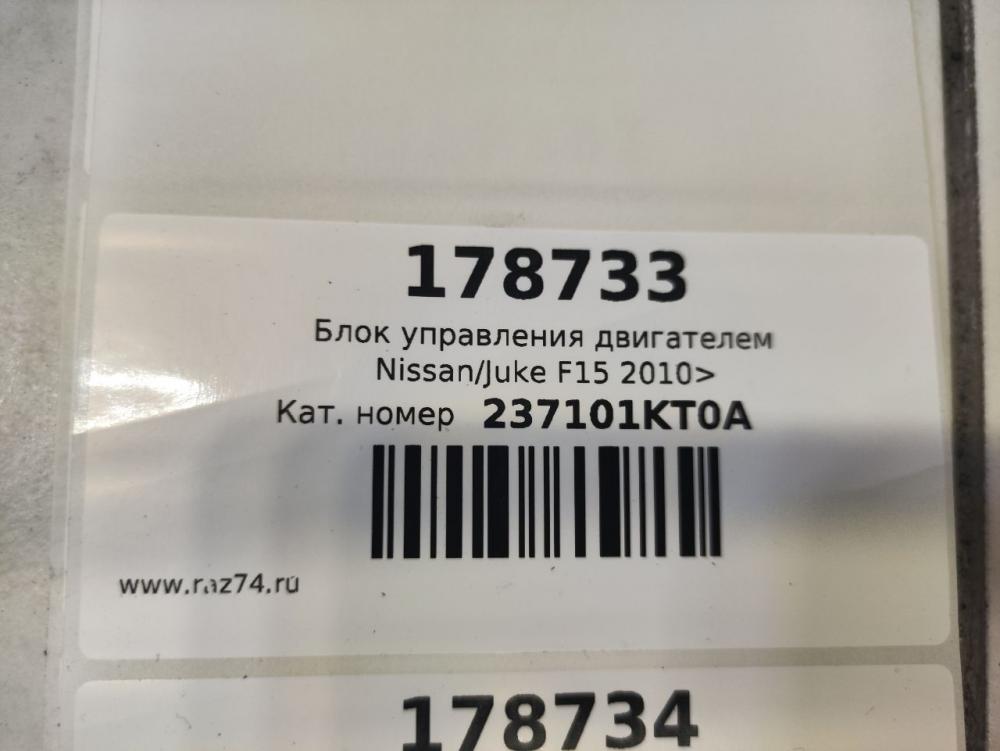 178733
Блок управления двигателем
Nissan/Juke F15 2010>
Кат. номер 237101KT0A
www.raz74.ru
178734